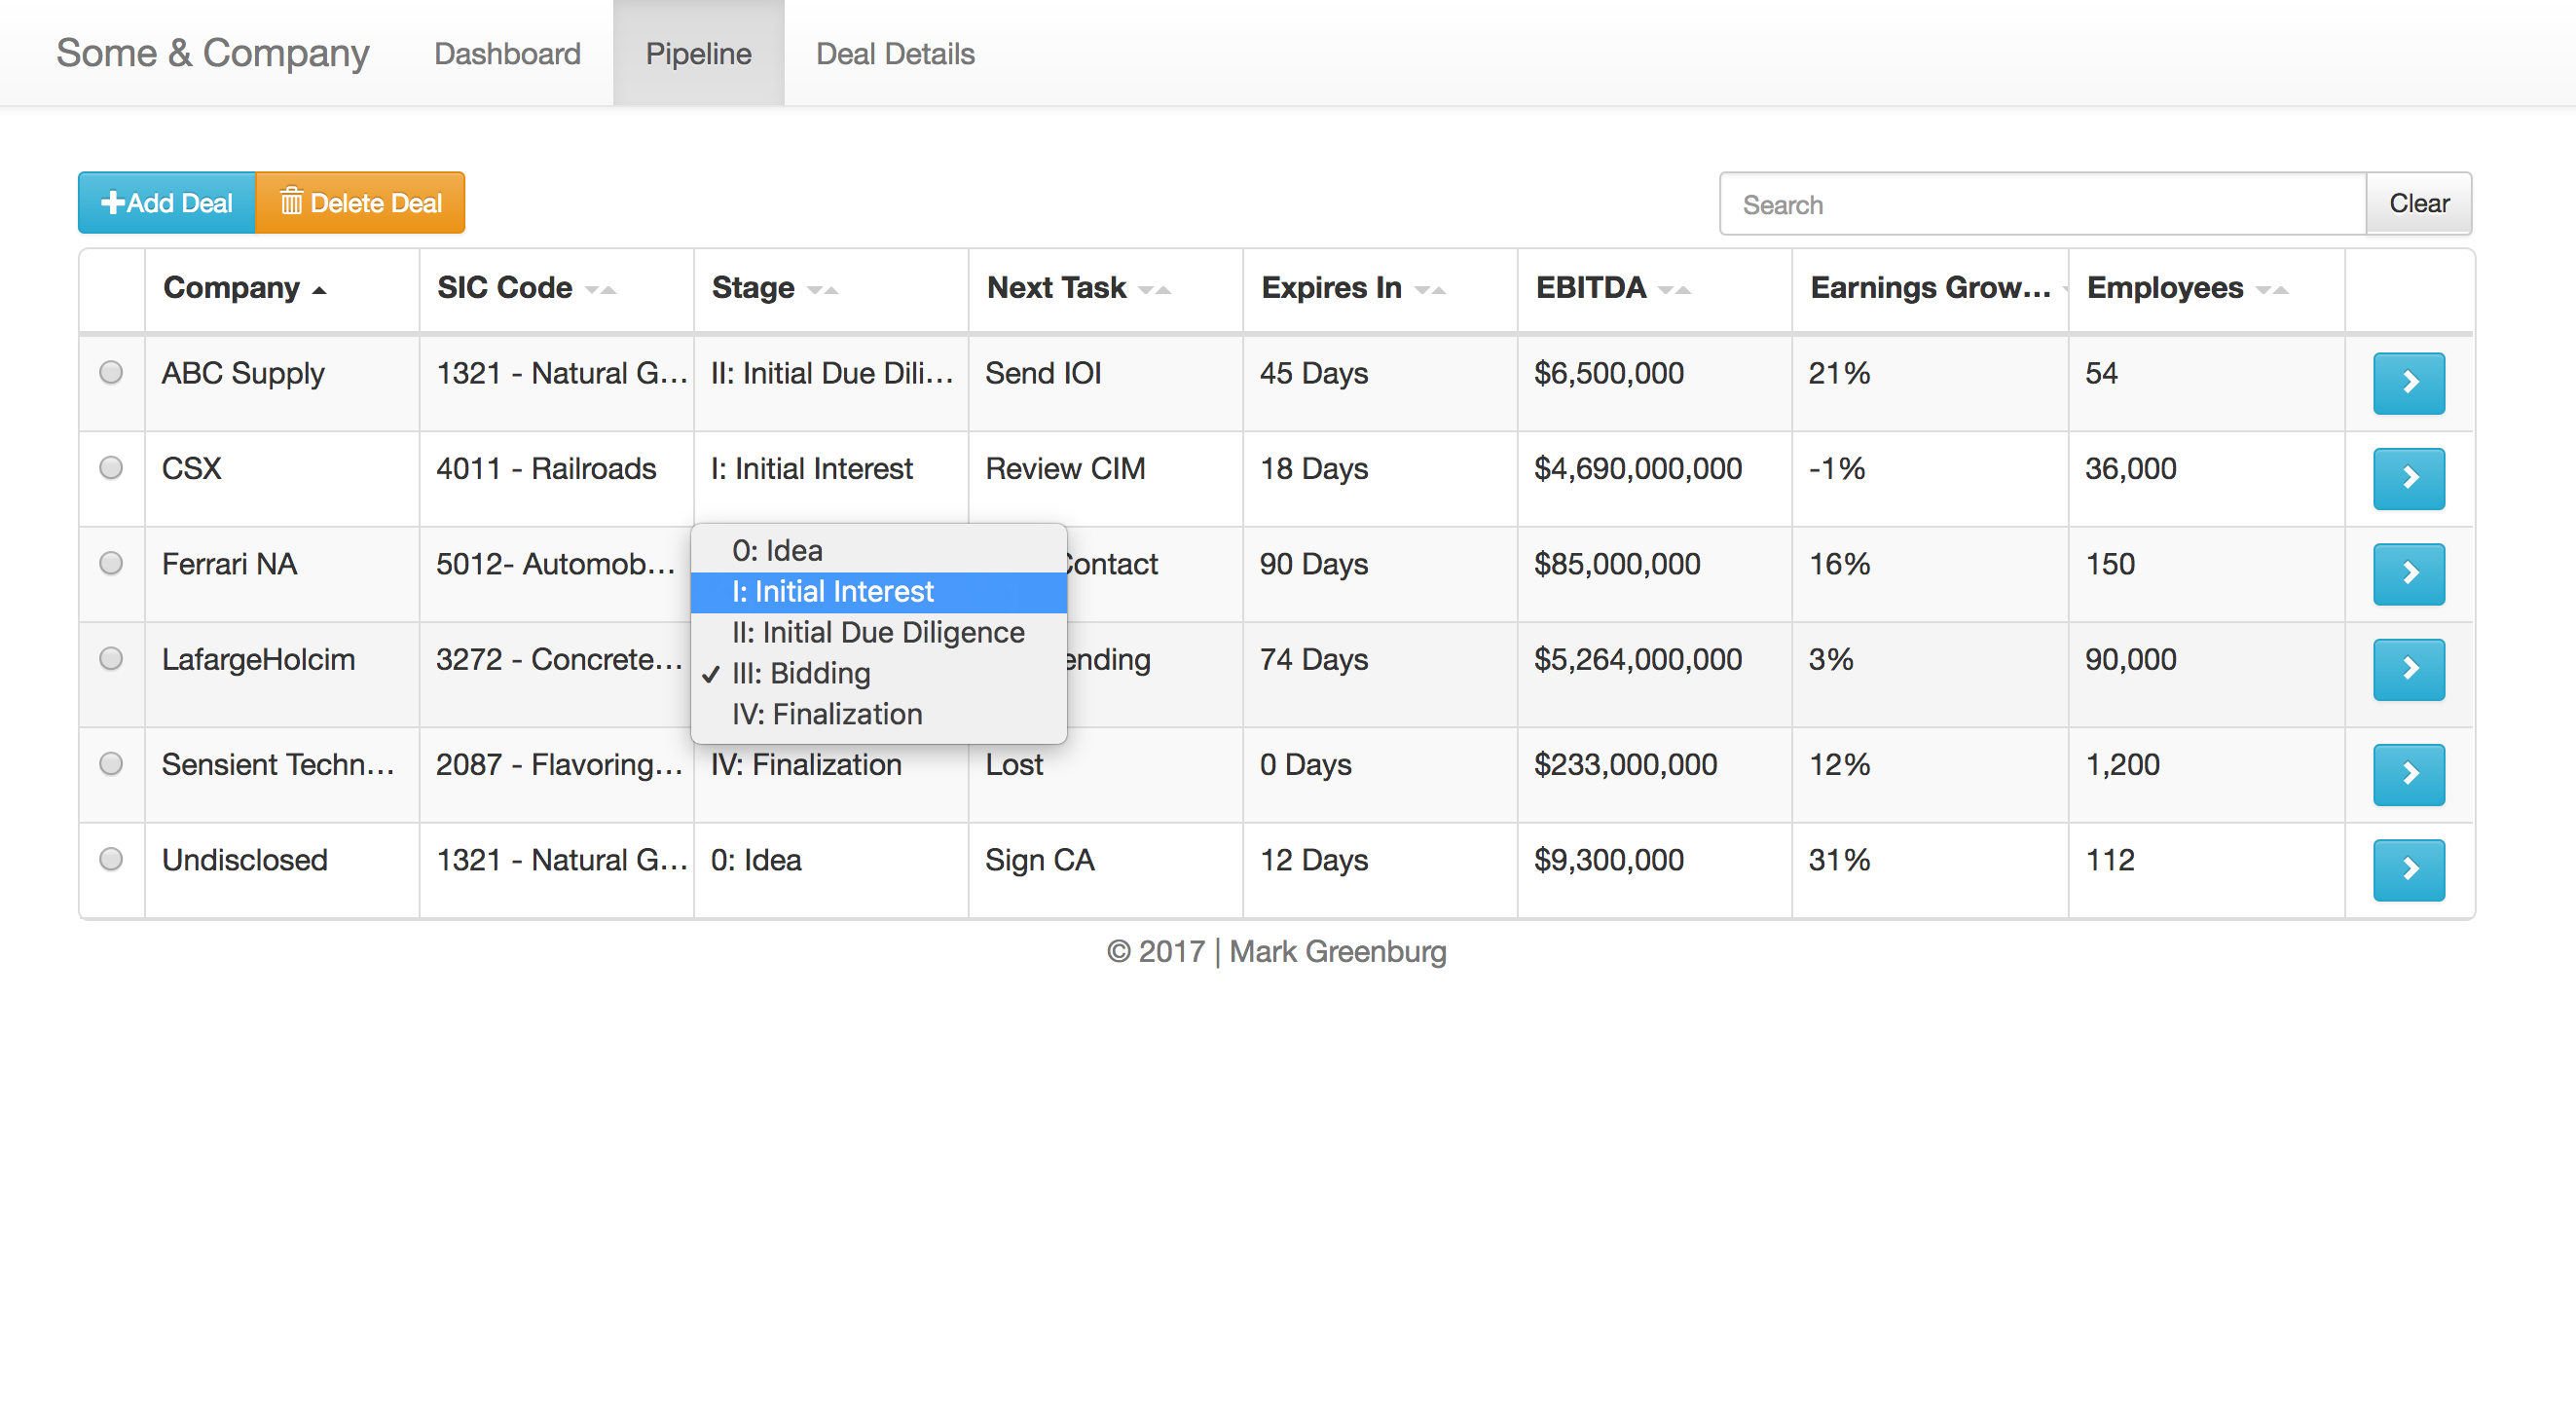 Some & Company Dashboard Pipeline Deal Details
Add Deal Delete Deal Search Clear
Company SIC Code Stage Next Task Expires In EBITDA Earnings Grow... Employees
ABC Supply 1321 - Natural G... II: Initial Due Dili... Send IOI 45 Days $6,500,000 21% 54
CSX 4011 - Railroads I: Initial Interest Review CIM 18 Days $4,690,000,000 -1% 36,000
Ferrari NA 5012- Automob... Contact 90 Days $85,000,000 16% 150
LafargeHolcim 3272 - Concrete... 74 Days $5,264,000,000 3% 90,000
0: Idea
I: Initial Interest
II: Initial Due Diligence
✓ III: Bidding
IV: Finalization
Sensient Techn... 2087 - Flavoring... IV: Finalization Lost 0 Days $233,000,000 12% 1,200
Undisclosed 1321 - Natural G... 0: Idea Sign CA 12 Days $9,300,000 31% 112
© 2017 | Mark Greenburg